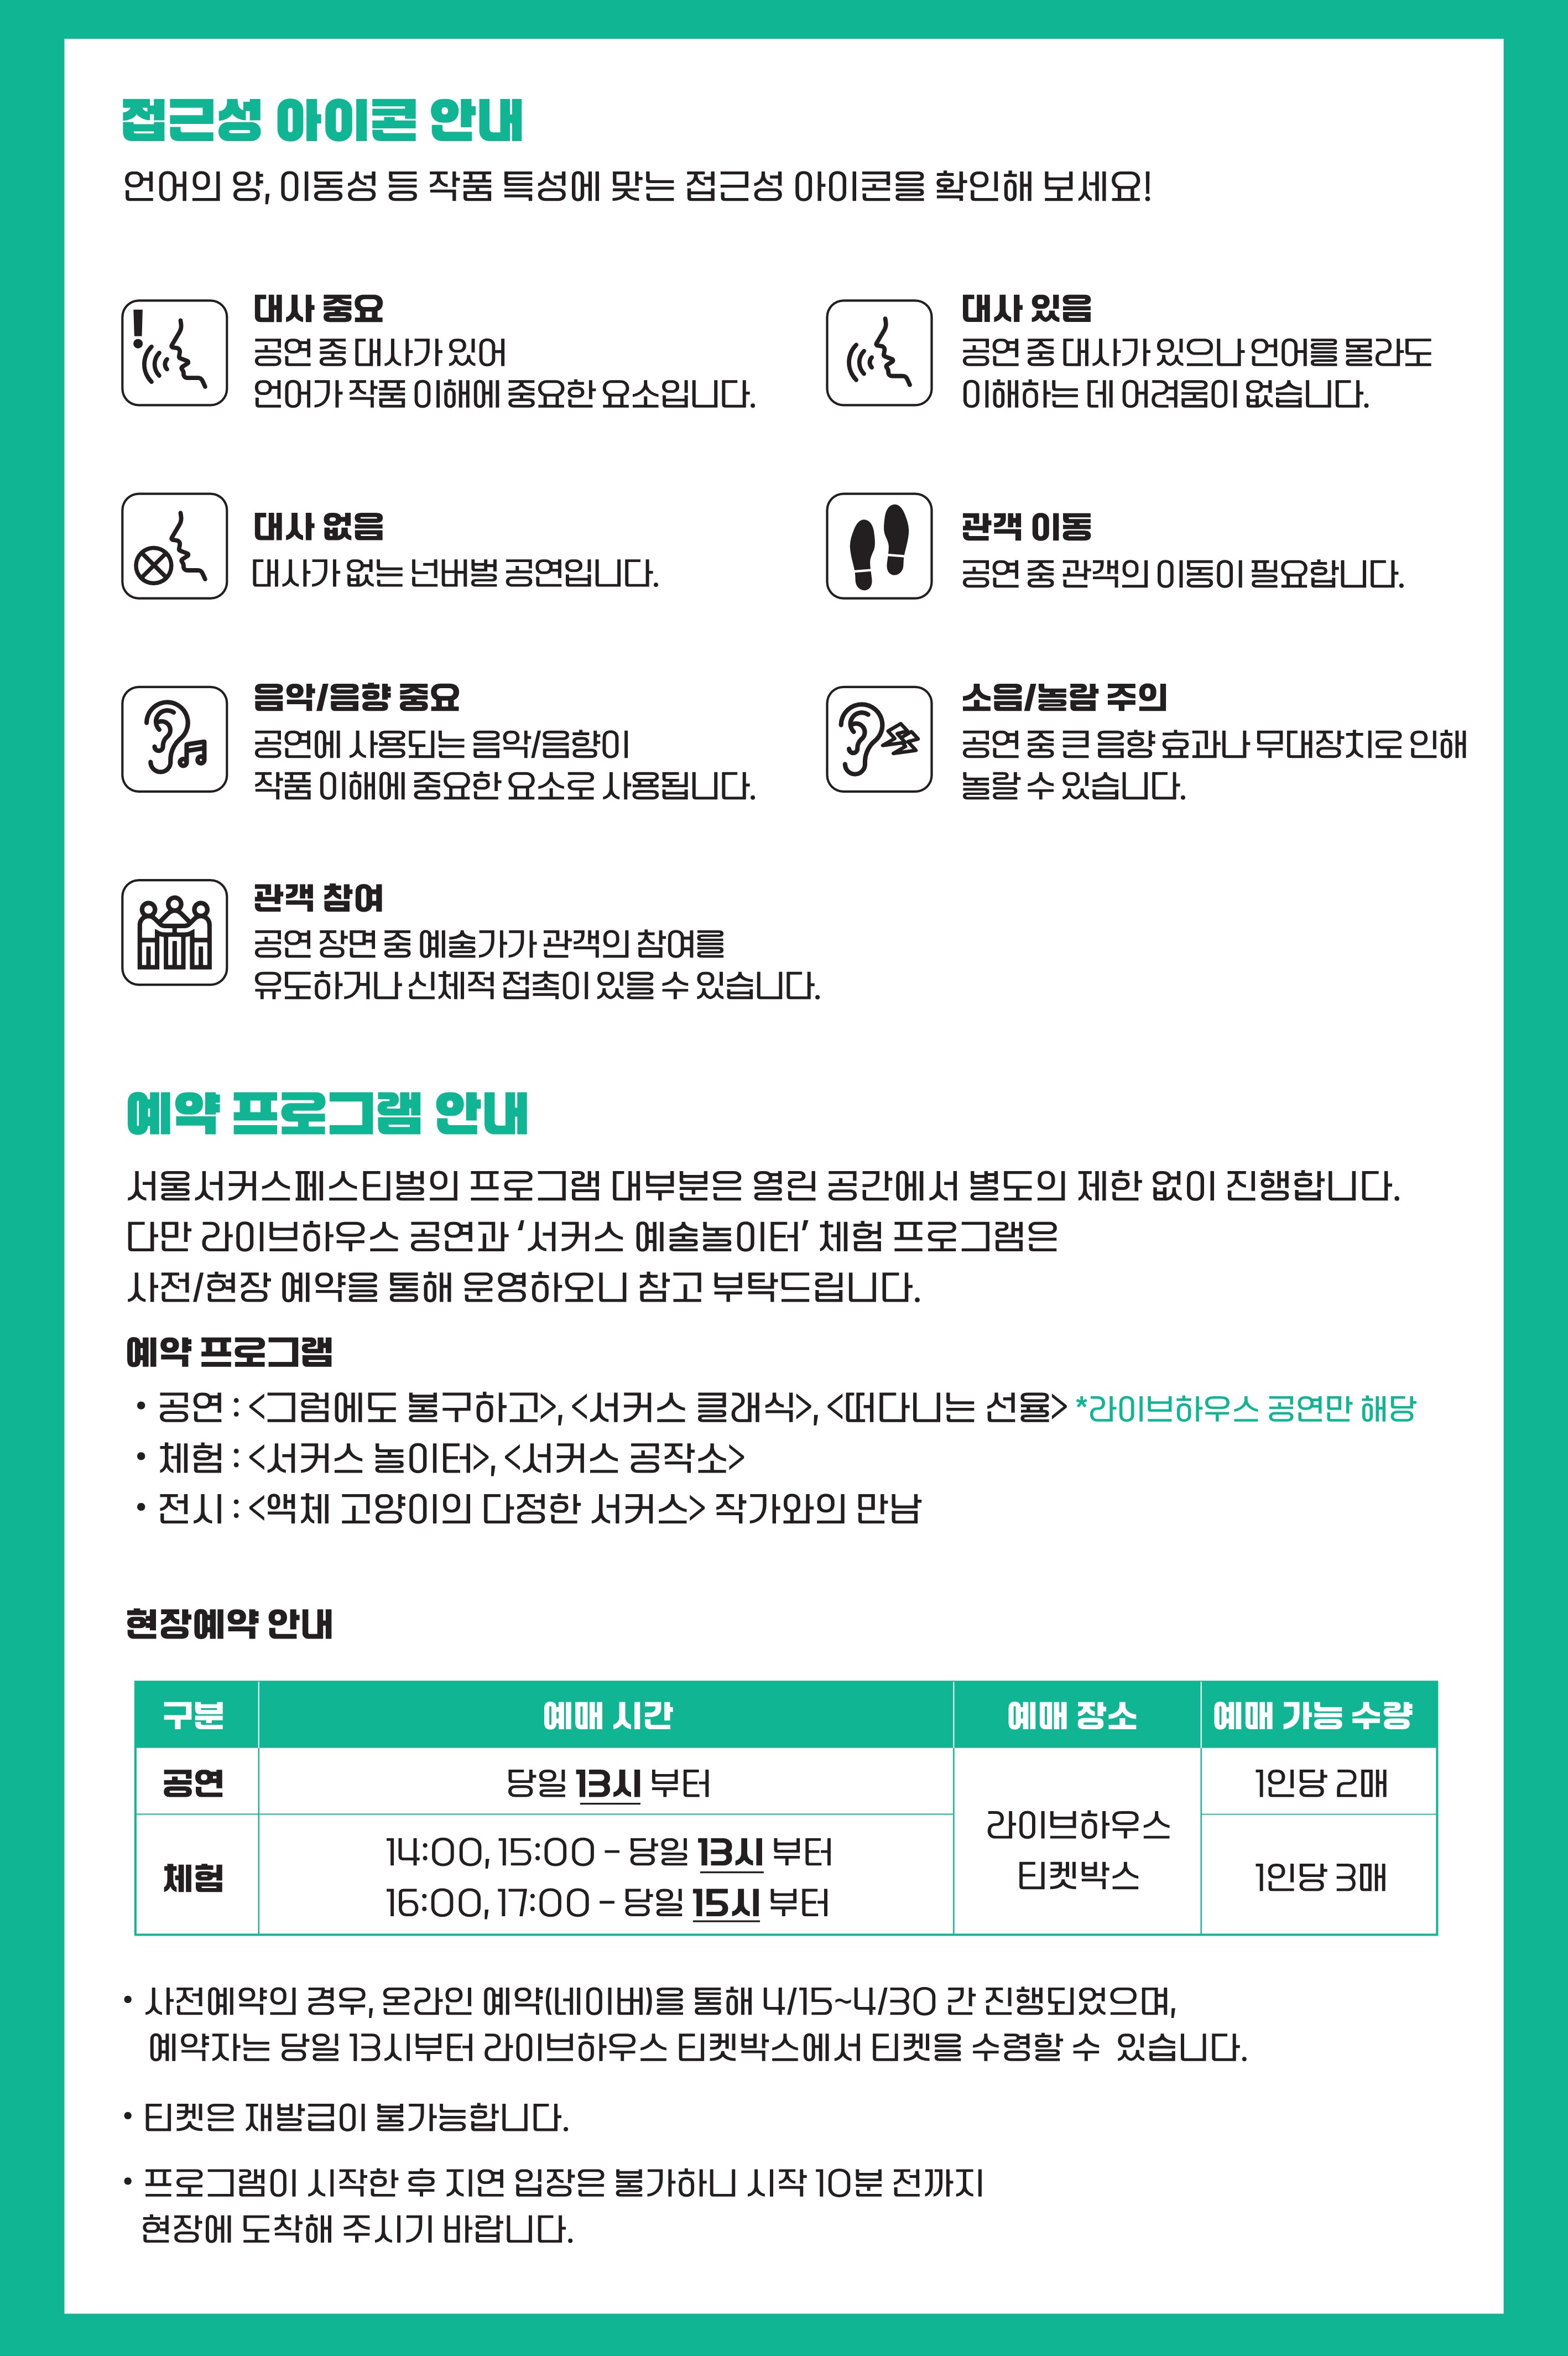 접근성 아이콘 안내
언어의 양, 이동성 등 작품 특성에 맞는 접근성 아이콘을 확인해 보세요!
대사 중요
공연 중 대사가 있어
언어가 작품 이해에 중요한 요소입니다.
대사 있음
공연 중 대사가 있으나 언어를 몰라도
이해하는 데 어려움이 없습니다.
대사 없음
대사가 없는 넌버벌 공연입니다.
관객 이동
공연 중 관객의 이동이 필요합니다.
음악/음향 중요
공연에 사용되는 음악/음향이
작품 이해에 중요한 요소로 사용됩니다.
소음/놀람 주의
공연 중 큰 음향 효과나 무대장치로 인해
놀랄 수 있습니다.
관객 참여
공연 장면 중 예술가가 관객의 참여를
유도하거나 신체적 접촉이 있을 수 있습니다.
예약 프로그램 안내
서울서커스페스티벌의 프로그램 대부분은 열린 공간에서 별도의 제한 없이 진행합니다.
다만 라이브하우스 공연과 ‘서커스 예술놀이터’ 체험 프로그램은
사전/현장 예약을 통해 운영하오니 참고 부탁드립니다.
예약 프로그램
• 공연 : <그럼에도 불구하고>, <서커스 클래식>, <떠다니는 선율> *라이브하우스 공연만 해당
• 체험 : <서커스 놀이터>, <서커스 공작소>
• 전시 : <액체 고양이의 다정한 서커스> 작가와의 만남
현장예약 안내
구분 예매 시간 예매 장소 예매 가능 수량
공연 당일 13시 부터 1인당 2매
라이브하우스
티켓박스
체험 14:00, 15:00 – 당일 13시 부터
16:00, 17:00 – 당일 15시 부터
1인당 3매
• 사전예약의 경우, 온라인 예약(네이버)을 통해 4/15~4/30 간 진행되었으며,
예약자는 당일 13시부터 라이브하우스 티켓박스에서 티켓을 수령할 수 있습니다.
• 티켓은 재발급이 불가능합니다.
• 프로그램이 시작한 후 지연 입장은 불가하니 시작 10분 전까지
현장에 도착해 주시기 바랍니다.